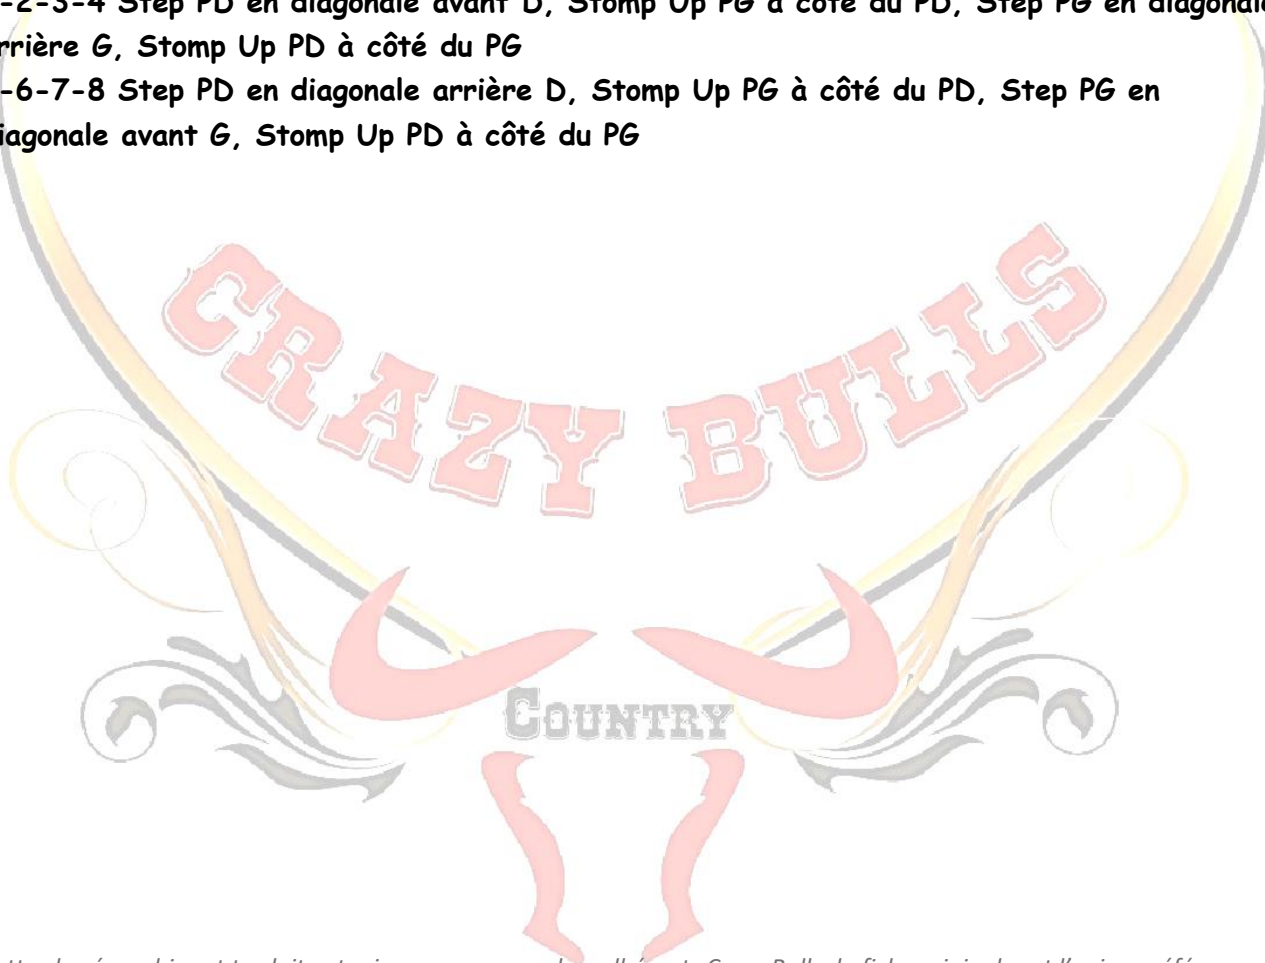 -2-3-4 Step PD en diagonale avant D, Stomp Up PG à côté du PD, Step PG en diagonale
rrière G, Stomp Up PD à côté du PG
-6-7-8 Step PD en diagonale arrière D, Stomp Up PG à côté du PD, Step PG en
iagonale avant G, Stomp Up PD à côté du PG
CRAZY BULLS
COUNTRY